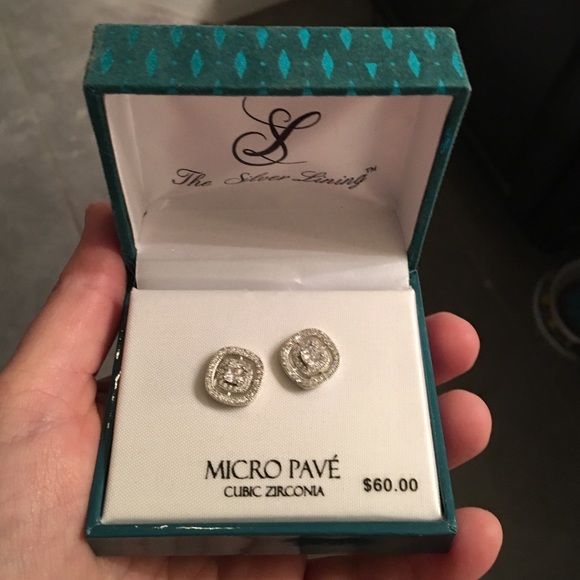 The Silver Lining™
MICRO PAVÉ
CUBIC ZIRCONIA
$60.00